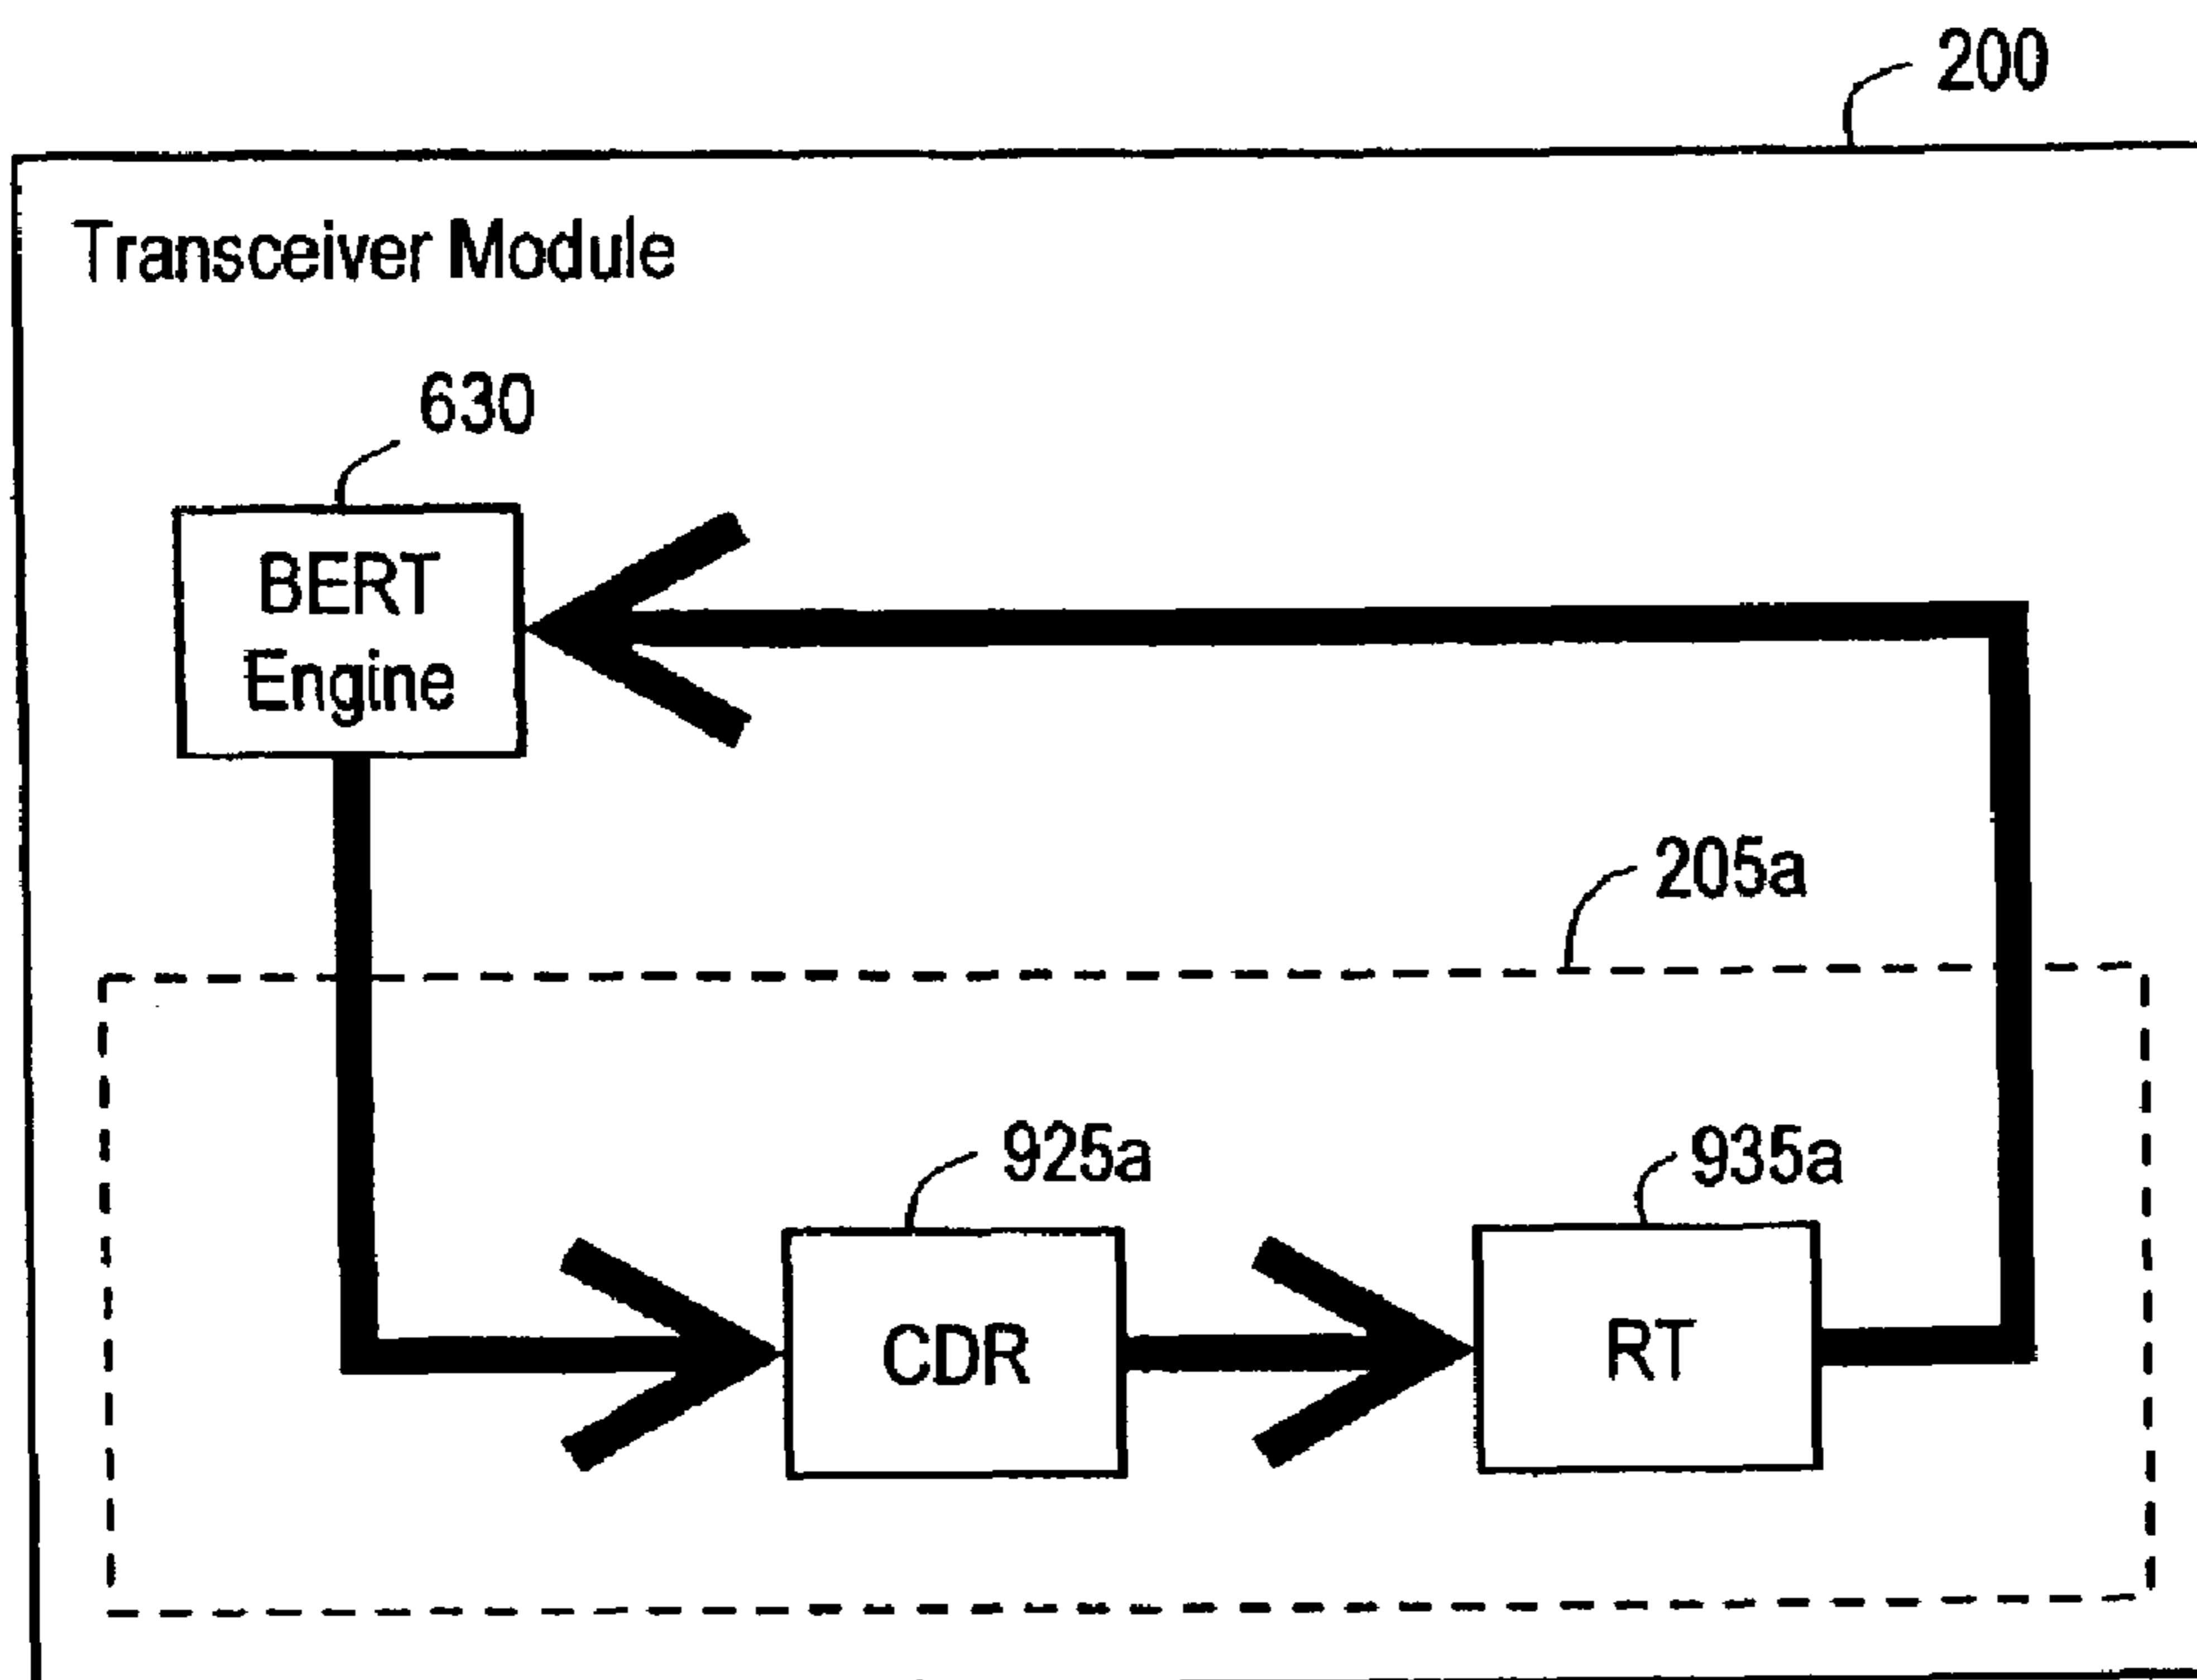 200
Transceiver Module
630
BERT
Engine
205a
925a
935a
CDR
RT